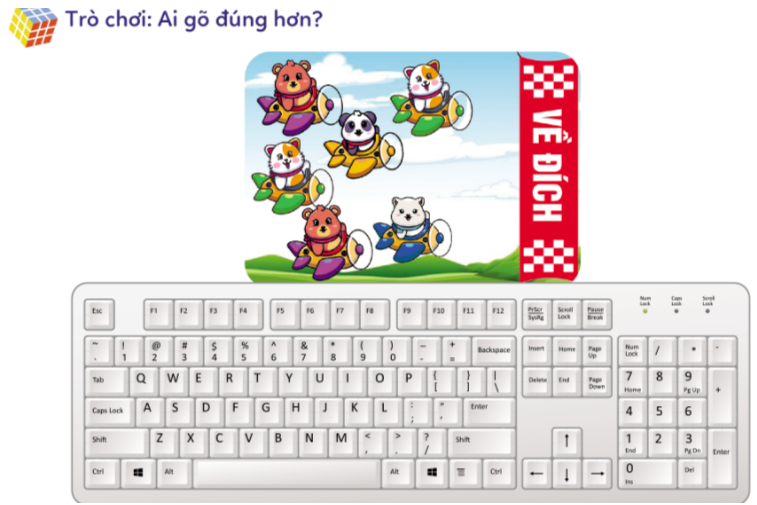 Trò chơi: Ai gõ đúng hơn?
VỀ ĐÍCH
Num Lock Caps Lock Scroll Lock
Esc F1 F2 F3 F4 F5 F6 F7 F8 F9 F10 F11 F12 PrScr SysRg Scroll Lock Pause Break
~ . ! 1 @ 2 # 3 $ 4 % 5 ^ 6 & 7 * 8 ( 9 ) 0 – - + = Backspace Insert Home Page Up Num Lock / * -
Tab Q W E R T Y U I O P { [ } ] | \ Delete End Page Down 7 Home 8 9 Pg Up +
Caps Lock A S D F G H J K L : ; " ' Enter 4 5 6
Shift Z X C V B N M < , > . ? / Shift ↑ 1 End 2 3 Pg Dn Enter
Ctrl Alt Alt Ctrl ← ↓ → 0 Ins Del